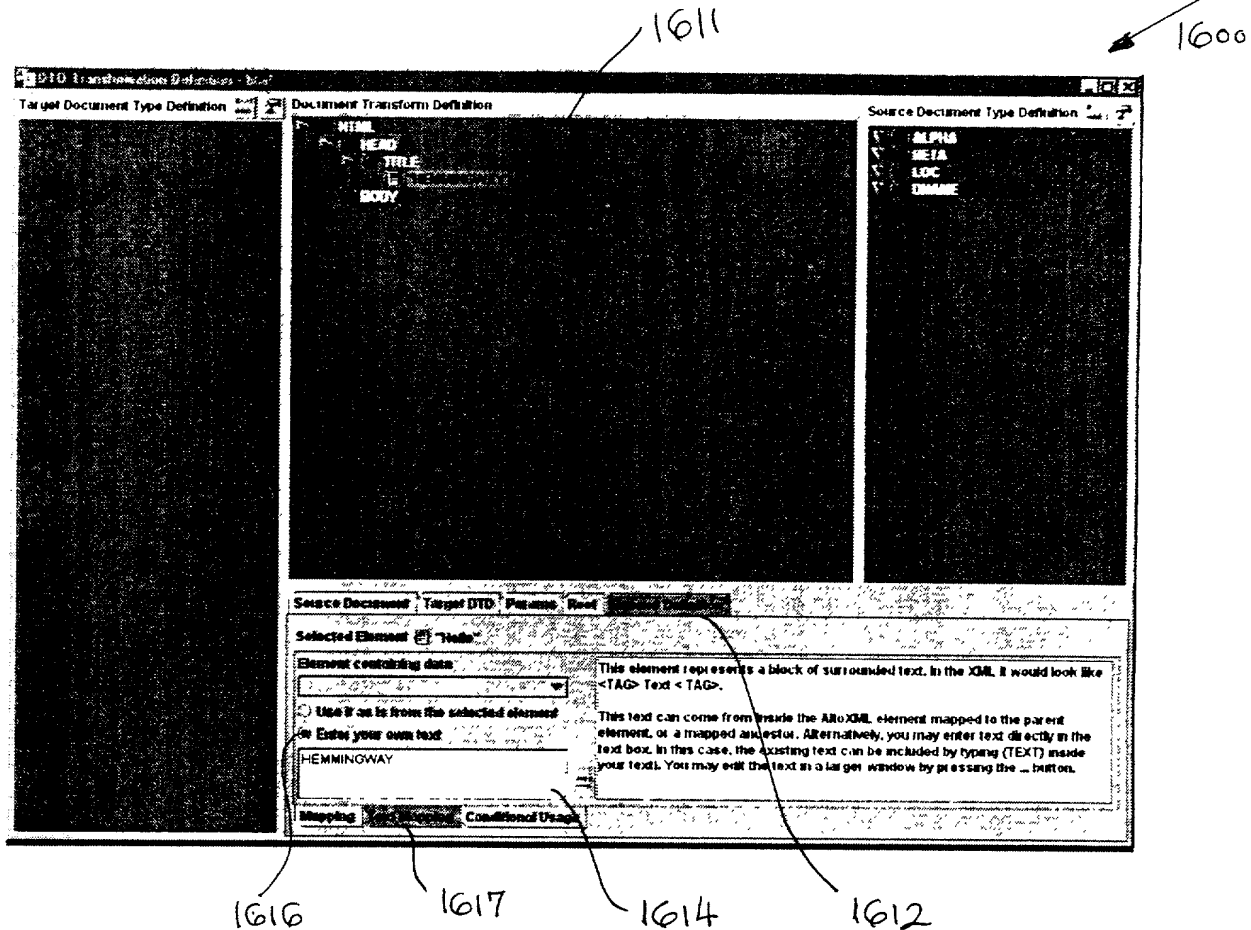 1611
1600
DTD Transformation Definition -
Target Document Type Definition
Document Transform Definition
Source Document Type Definition
HTML
HEAD
TITLE
BODY
ALPHA
META
LOC
DNAME
Source Document Target DTD Params Root
Selected Element "Hello"
Element containing data
Use it as is from the selected element
Enter your own text
HEMMINGWAY
This element represents a block of surrounded text. In the XML it would look like
<TAG> Text < TAG>.
This text can come from inside the AltoXML element mapped to the parent
element, or a mapped ancestor. Alternatively, you may enter text directly in the
text box. In this case, the existing text can be included by typing (TEXT) inside
your text). You may edit the text in a larger window by pressing the ... button.
Mapping Text Mapping Conditional Usage
1616
1617
1614
1612